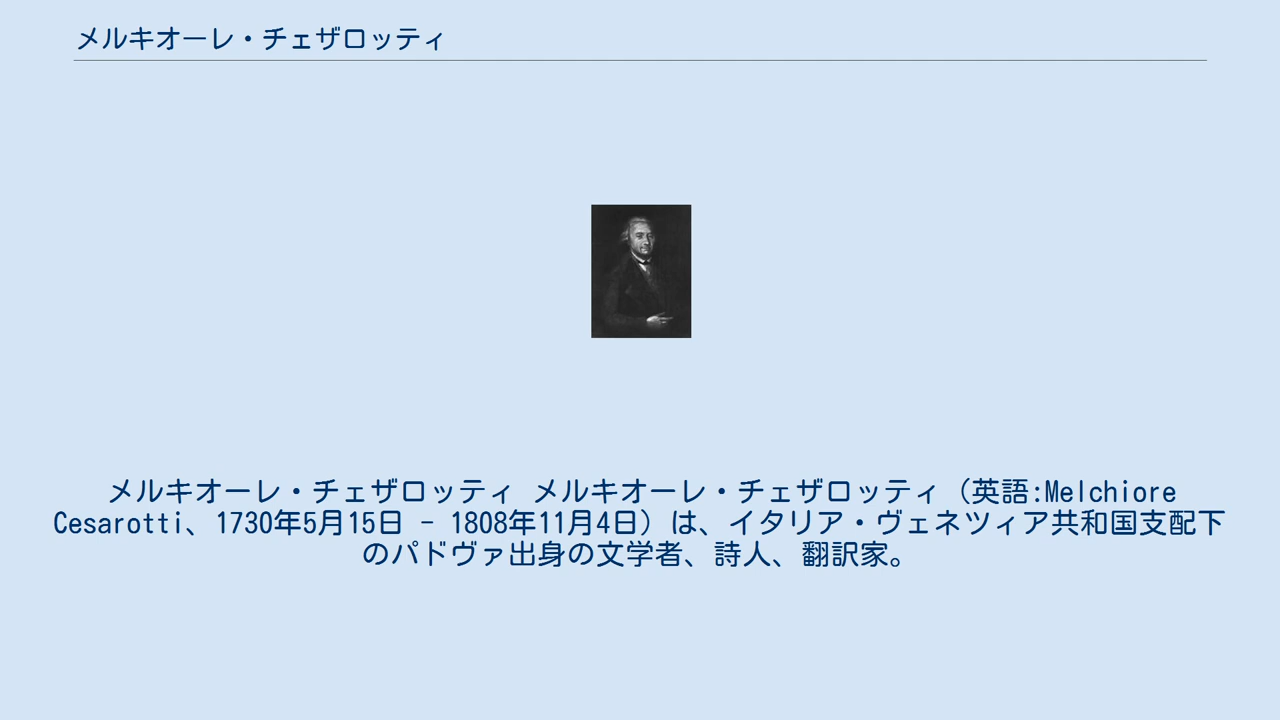 メルキオーレ・チェザロッティ
メルキオーレ・チェザロッティ メルキオーレ・チェザロッティ（英語:Melchiore
Cesarotti、1730年5月15日 - 1808年11月4日）は、イタリア・ヴェネツィア共和国支配下
のパドヴァ出身の文学者、詩人、翻訳家。